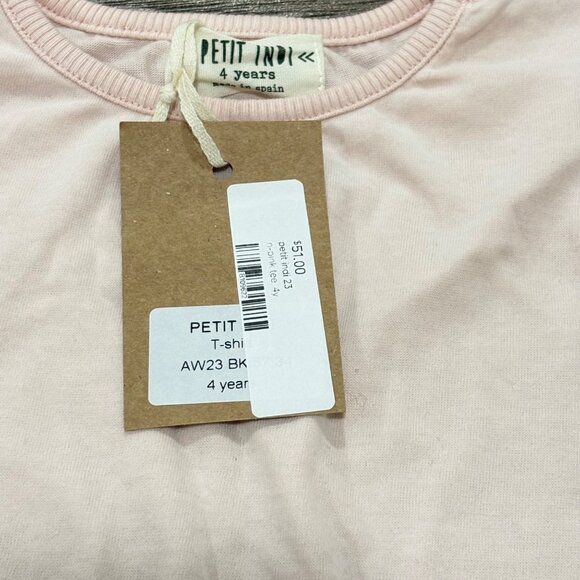 PETIT INDI «
4 years
made in spain
$51.00
petit indi 23
n-pink tee, 4y
PETIT
T-shi
AW23 BK
4 year